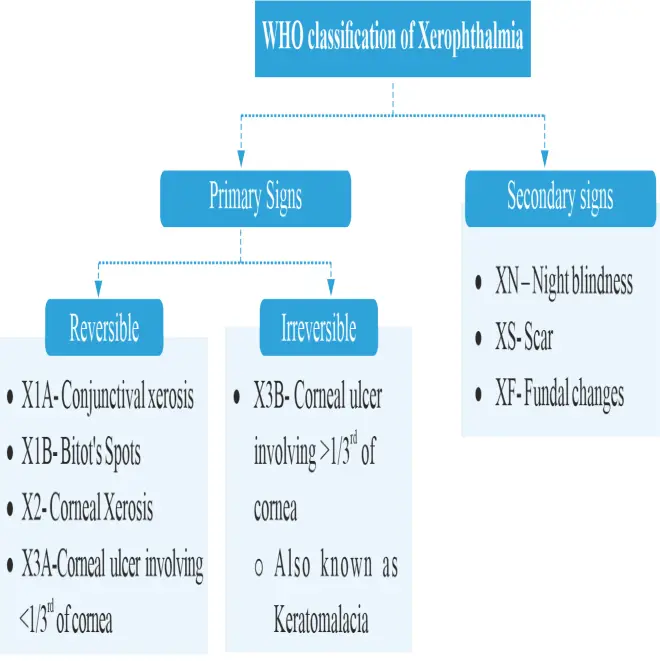 WHO classification of Xerophthalmia
Primary Signs
Secondary signs
XN – Night blindness
XS- Scar
XF- Fundal changes
Reversible
Irreversible
X1A- Conjunctival xerosis
X1B- Bitot's Spots
X2- Corneal Xerosis
X3A-Corneal ulcer involving
<1/3rd of cornea
X3B- Corneal ulcer
involving >1/3rd of
cornea
Also known as
Keratomalacia